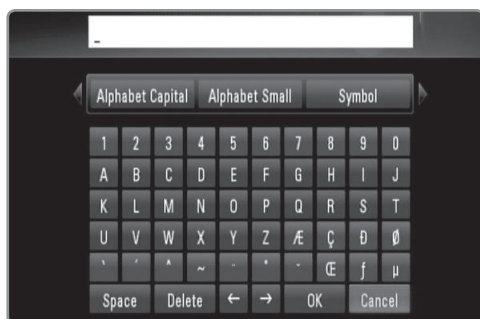 _
Alphabet Capital Alphabet Small Symbol
1 2 3 4 5 6 7 8 9 0
A B C D E F G H I J
K L M N O P Q R S T
U V W X Y Z Æ Ç Ð Ø
Œ ƒ µ
Space Delete ← → OK Cancel